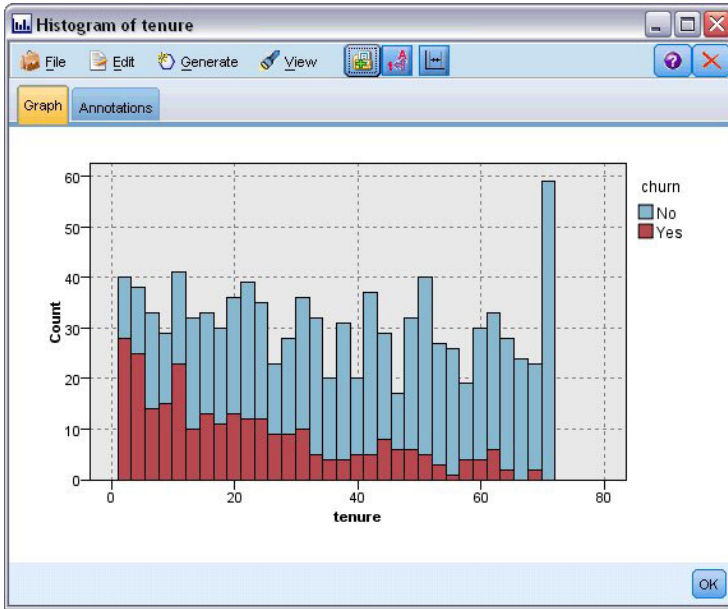 Histogram of tenure
File Edit Generate View
Graph Annotations
60
50
40
30
20
10
0
Count
0 20 40 60 80
tenure
churn
No
Yes
OK